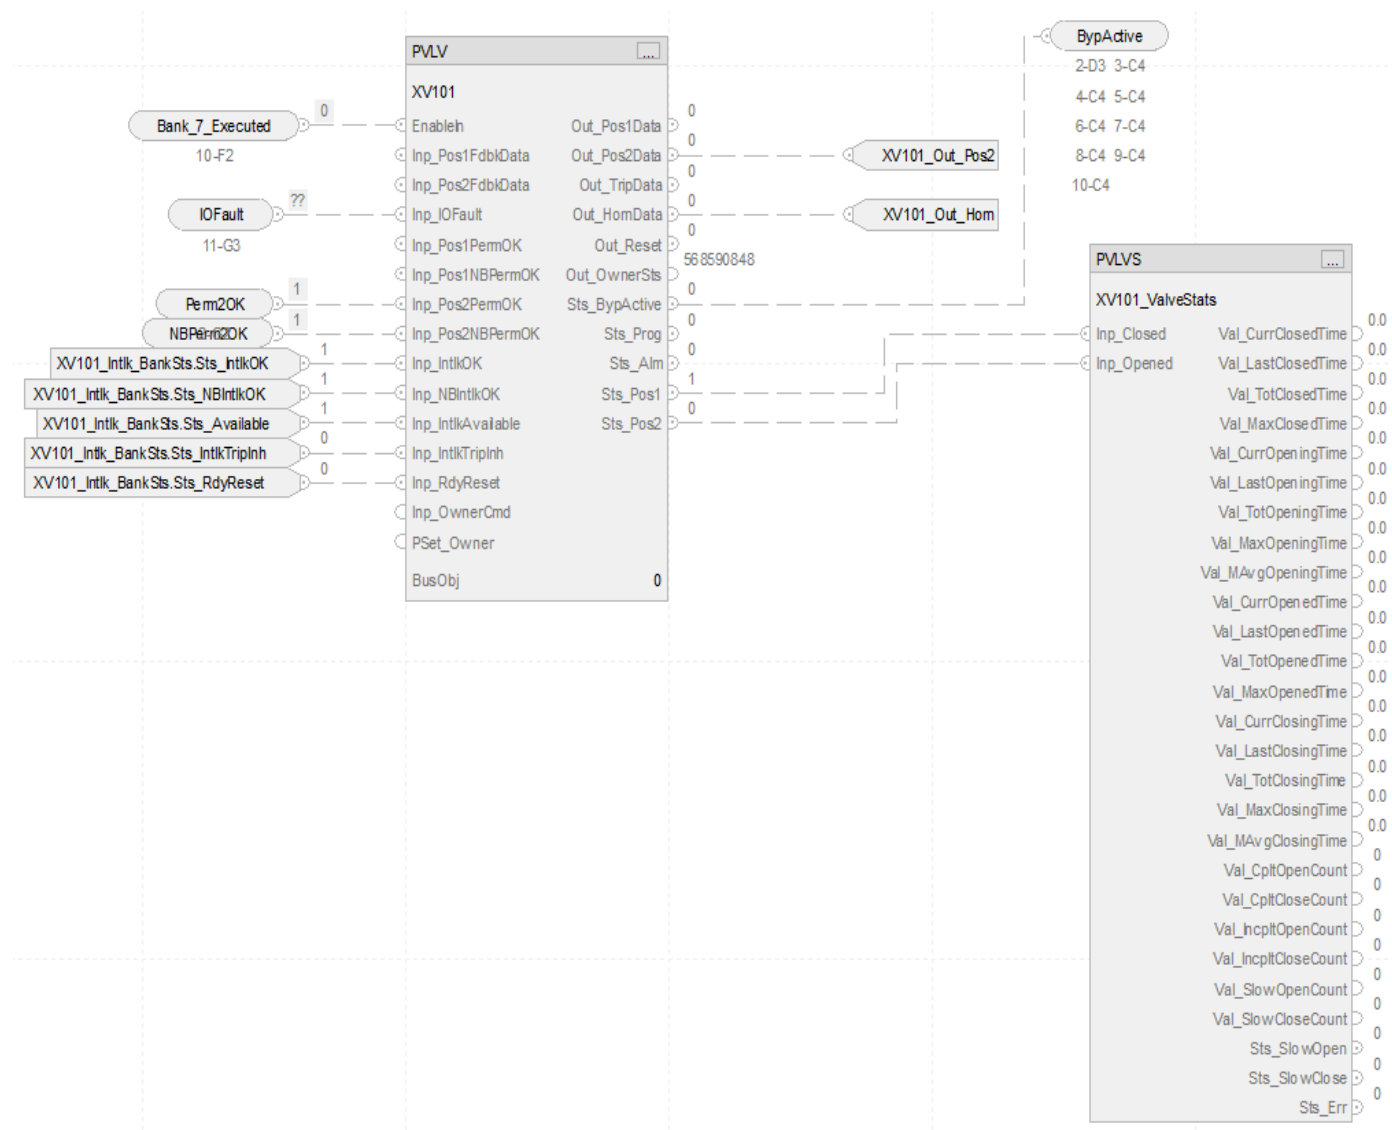 BypActive
2-D3 3-C4
4-C4 5-C4
6-C4 7-C4
8-C4 9-C4
10-C4
PVLV ...
XV101
Bank_7_Executed 0
10-F2
IOFault ??
11-G3
Perm2OK 1
NBPerm2OK 1
XV101_Intlk_BankSts.Sts_IntlkOK 1
XV101_Intlk_BankSts.Sts_NBIntlkOK 1
XV101_Intlk_BankSts.Sts_Available 1
XV101_Intlk_BankSts.Sts_IntlkTripInh 0
XV101_Intlk_BankSts.Sts_RdyReset 0
EnableIn Out_Pos1Data 0
Inp_Pos1FdbkData Out_Pos2Data 0
Inp_Pos2FdbkData Out_TripData 0
Inp_IOFault Out_HornData 0
Inp_Pos1PermOK Out_Reset 0
Inp_Pos1NBPermOK Out_OwnerSts 568590848
Inp_Pos2PermOK Sts_BypActive 0
Inp_Pos2NBPermOK Sts_Prog 0
Inp_IntlkOK Sts_Alm 0
Inp_NBIntlkOK Sts_Pos1 1
Inp_IntlkAvailable Sts_Pos2 0
Inp_IntlkTripInh
Inp_RdyReset
Inp_OwnerCmd
PSet_Owner
BusObj 0
XV101_Out_Pos2
XV101_Out_Horn
PVLVS ...
XV101_ValveStats
Inp_Closed Val_CurrClosedTime 0.0
Inp_Opened Val_LastClosedTime 0.0
Val_TotClosedTime 0.0
Val_MaxClosedTime 0.0
Val_CurrOpeningTime 0.0
Val_LastOpeningTime 0.0
Val_TotOpeningTime 0.0
Val_MaxOpeningTime 0.0
Val_MAvgOpeningTime 0.0
Val_CurrOpenedTime 0.0
Val_LastOpenedTime 0.0
Val_TotOpenedTime 0.0
Val_MaxOpenedTime 0.0
Val_CurrClosingTime 0.0
Val_LastClosingTime 0.0
Val_TotClosingTime 0.0
Val_MaxClosingTime 0.0
Val_MAvgClosingTime 0.0
Val_CpltOpenCount 0
Val_CpltCloseCount 0
Val_IncpltOpenCount 0
Val_IncpltCloseCount 0
Val_SlowOpenCount 0
Val_SlowCloseCount 0
Sts_SlowOpen 0
Sts_SlowClose 0
Sts_Err 0